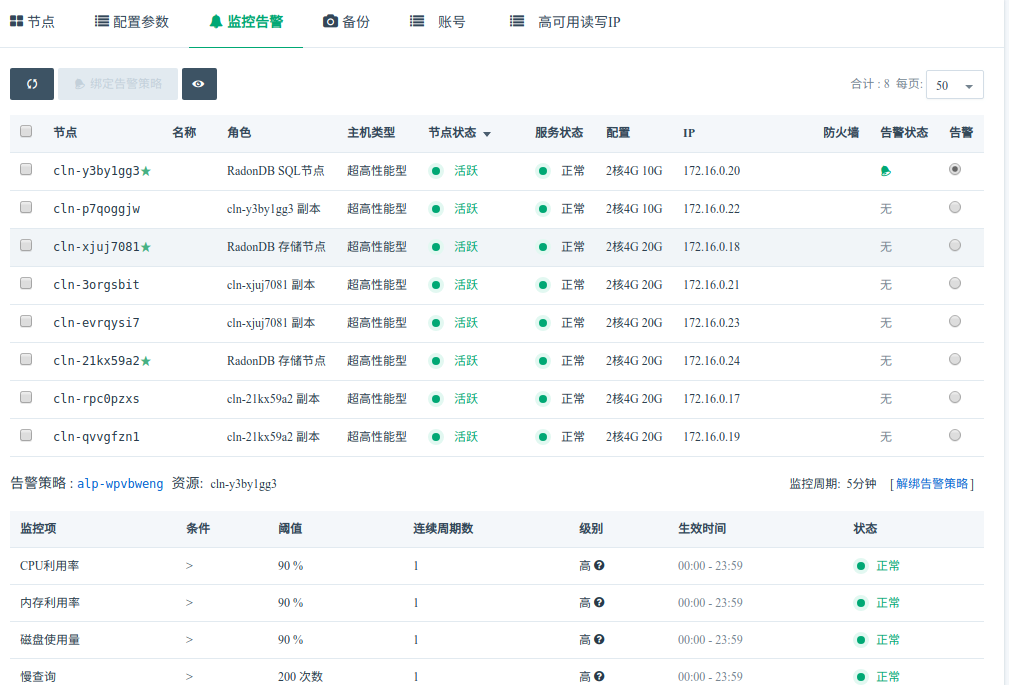 节点 配置参数 监控告警 备份 账号 高可用读写IP
绑定告警策略 合计 : 8 每页: 50
节点 名称 角色 主机类型 节点状态 服务状态 配置 IP 防火墙 告警状态 告警
cln-y3by1gg3★ RadonDB SQL节点 超高性能型 活跃 正常 2核4G 10G 172.16.0.20
cln-p7qoggjw cln-y3by1gg3 副本 超高性能型 活跃 正常 2核4G 10G 172.16.0.22 无
cln-xjuj7081★ RadonDB 存储节点 超高性能型 活跃 正常 2核4G 20G 172.16.0.18 无
cln-3orgsbit cln-xjuj7081 副本 超高性能型 活跃 正常 2核4G 20G 172.16.0.21 无
cln-evrqysi7 cln-xjuj7081 副本 超高性能型 活跃 正常 2核4G 20G 172.16.0.23 无
cln-21kx59a2★ RadonDB 存储节点 超高性能型 活跃 正常 2核4G 20G 172.16.0.24 无
cln-rpc0pzxs cln-21kx59a2 副本 超高性能型 活跃 正常 2核4G 20G 172.16.0.17 无
cln-qvvgfzn1 cln-21kx59a2 副本 超高性能型 活跃 正常 2核4G 20G 172.16.0.19 无
告警策略 : alp-wpvbweng 资源: cln-y3by1gg3 监控周期: 5分钟 [ 解绑告警策略 ]
监控项 条件 阈值 连续周期数 级别 生效时间 状态
CPU利用率 > 90 % 1 高 00:00 - 23:59 正常
内存利用率 > 90 % 1 高 00:00 - 23:59 正常
磁盘使用量 > 90 % 1 高 00:00 - 23:59 正常
慢查询 > 200 次数 1 高 00:00 - 23:59 正常